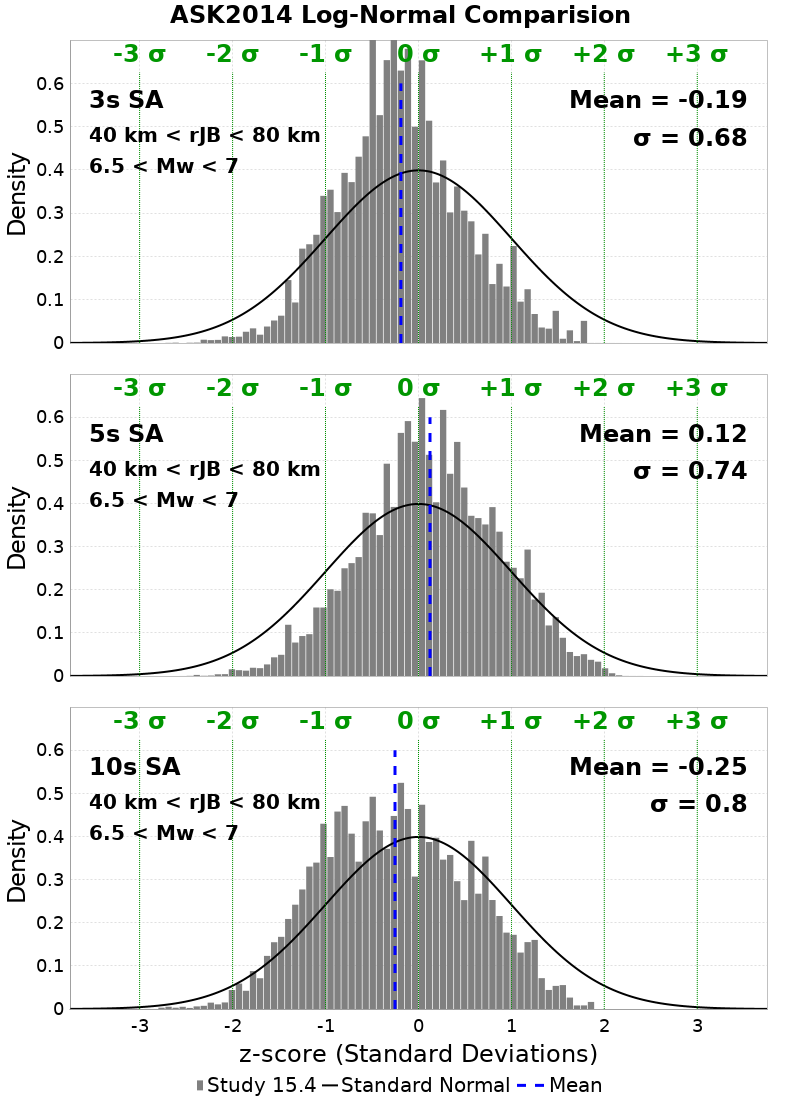 ASK2014 Log-Normal Comparision
-3 σ -2 σ -1 σ 0 σ +1 σ +2 σ +3 σ
3s SA
40 km < rJB < 80 km
6.5 < Mw < 7
Mean = -0.19
σ = 0.68
0.6
0.5
0.4
0.3
0.2
0.1
0
Density
-3 σ -2 σ -1 σ 0 σ +1 σ +2 σ +3 σ
5s SA
40 km < rJB < 80 km
6.5 < Mw < 7
Mean = 0.12
σ = 0.74
0.6
0.5
0.4
0.3
0.2
0.1
0
Density
-3 σ -2 σ -1 σ 0 σ +1 σ +2 σ +3 σ
10s SA
40 km < rJB < 80 km
6.5 < Mw < 7
Mean = -0.25
σ = 0.8
0.6
0.5
0.4
0.3
0.2
0.1
0
Density
-3 -2 -1 0 1 2 3
z-score (Standard Deviations)
Study 15.4 Standard Normal Mean